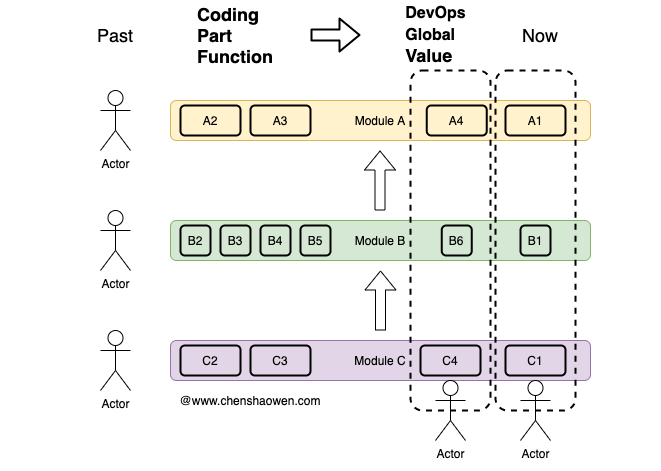 Past
Coding
Part
Function
DevOps
Global
Value
Now
A2
A3
Module A
A4
A1
Actor
B2
B3
B4
B5
Module B
B6
B1
Actor
C2
C3
Module C
C4
C1
Actor
@www.chenshaowen.com
Actor
Actor